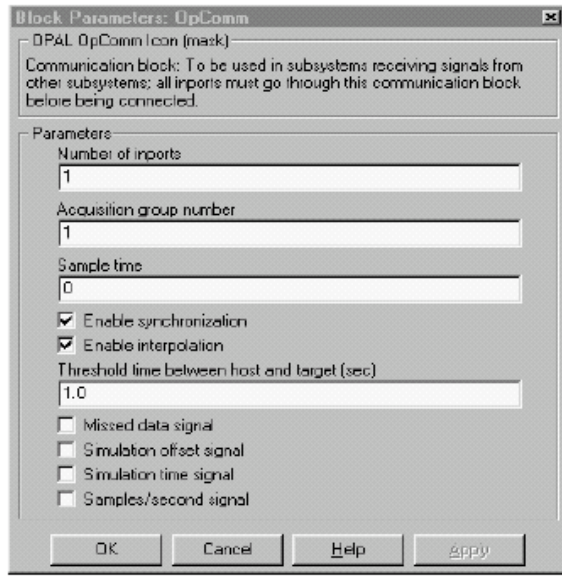 Block Parameters: OpComm
OPAL OpComm Icon (mask)
Communication block: To be used in subsystems receiving signals from
other subsystems; all inports must go through this communication block
before being connected.
Parameters
Number of inports
1
Acquisition group number
1
Sample time
0
Enable synchronization
Enable interpolation
Threshold time between host and target (sec)
1.0
Missed data signal
Simulation offset signal
Simulation time signal
Samples/second signal
OK Cancel Help Apply